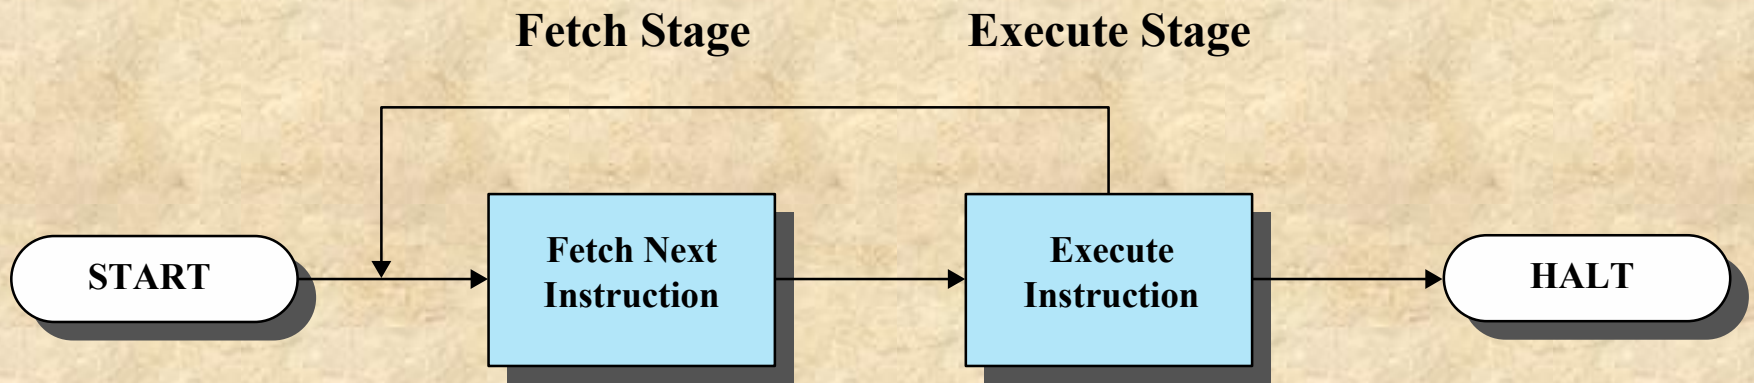 Fetch Stage
Execute Stage
START
Fetch Next
Instruction
Execute
Instruction
HALT